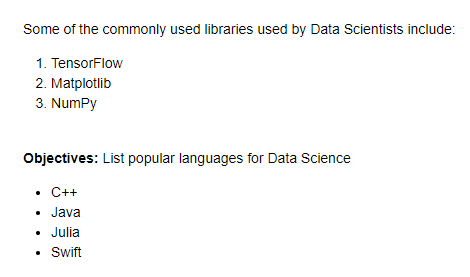 Some of the commonly used libraries used by Data Scientists include:
1. TensorFlow
2. Matplotlib
3. NumPy
Objectives: List popular languages for Data Science
• C++
• Java
• Julia
• Swift